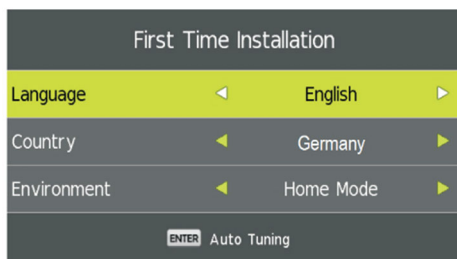 First Time Installation
Language English
Country Germany
Environment Home Mode
ENTER Auto Tuning